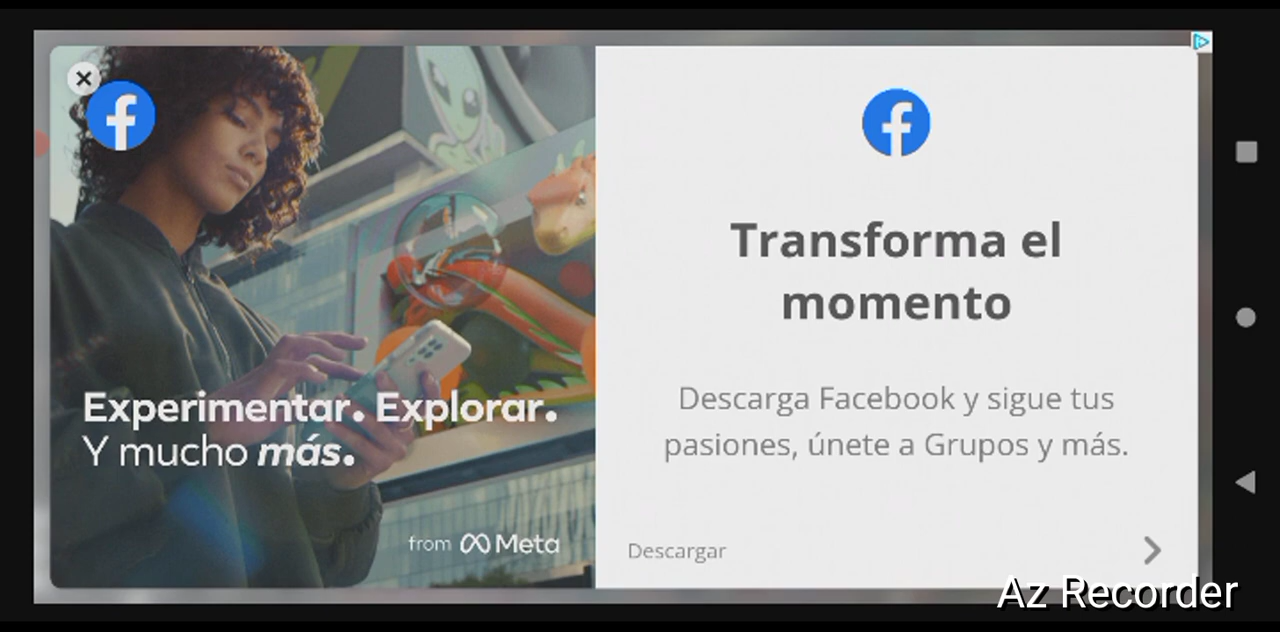 Experimentar. Explorar.
Y mucho más.
from Meta
Transforma el
momento
Descarga Facebook y sigue tus
pasiones, únete a Grupos y más.
Descargar
Az Recorder